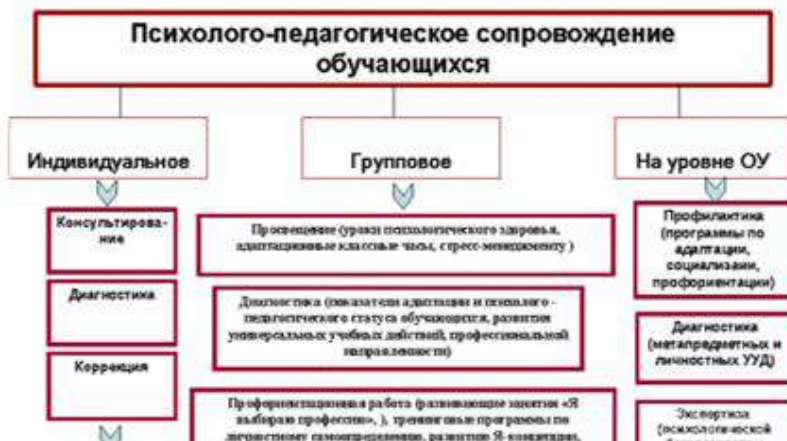 Психолого-педагогическое сопровождение
обучающихся
Индивидуальное
Групповое
На уровне ОУ
Консультирова-
ние
Диагностика
Коррекция
Просвещение (уроки психологического здоровья,
адаптационные классные часы, стресс-менеджменту )
Диагностика (показатели адаптации и психолого -
педагогического статуса обучающихся, развития
универсальных учебных действий, профессиональной
направленности)
Профориентационная работа (развивающие занятия «Я
выбираю профессию», ), тренинговые программы по
личностному самоопределению, развитию Я-концепции,
Профилактика
(программы по
адаптации,
социализаии,
профориентации)
Диагностика
(метапредметных и
личностных УУД)
Экспертиза
(психологической